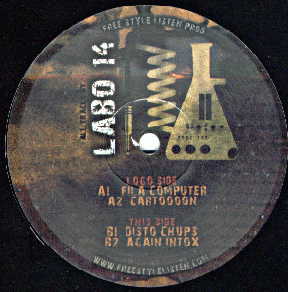 FREE STYLE LISTEN PROD
LABO 14
LOGO SIDE
A1. FIL A COMPUTER
A2. CARTOOOON
THIS SIDE
B1. DISTO CHUPS
B2. AGAIN INTOX
WWW.FREESTYLELISTEN.COM